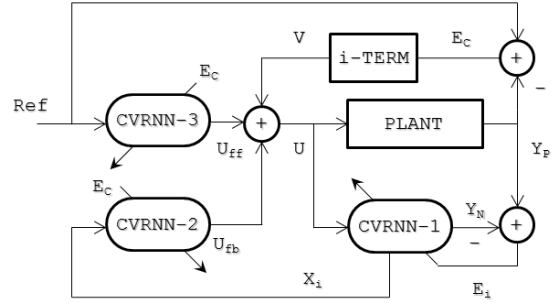 V
E_C
i-TERM
+
-
E_C
Ref
CVRNN-3
+
PLANT
U_ff
U
Y_P
E_C
CVRNN-2
CVRNN-1
Y_N
+
-
U_fb
X_i
E_i